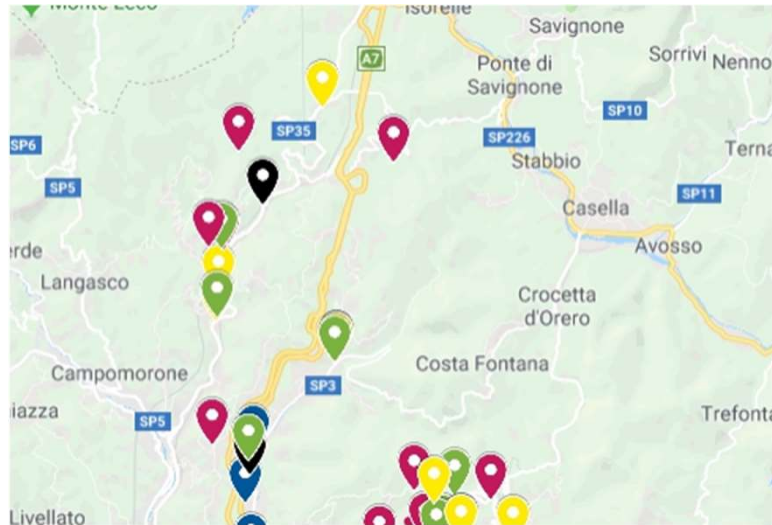 Monte Leco
Isorelle
Savignone
A7
Ponte di
Savignone
Sorrivi
Nenno
SP10
SP35
SP226
SP6
Stabbio
Terna
SP5
SP11
Casella
erde
Avosso
Langasco
Crocetta
d'Orero
Costa Fontana
Campomorone
SP3
iazza
SP5
Trefonta
Livellato